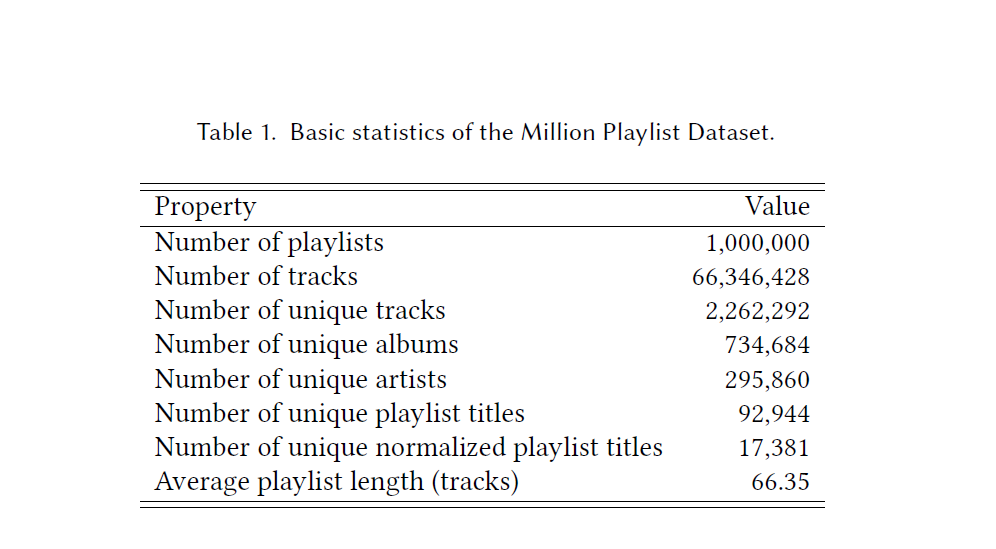 Table 1. Basic statistics of the Million Playlist Dataset.
Property Value
Number of playlists 1,000,000
Number of tracks 66,346,428
Number of unique tracks 2,262,292
Number of unique albums 734,684
Number of unique artists 295,860
Number of unique playlist titles 92,944
Number of unique normalized playlist titles 17,381
Average playlist length (tracks) 66.35